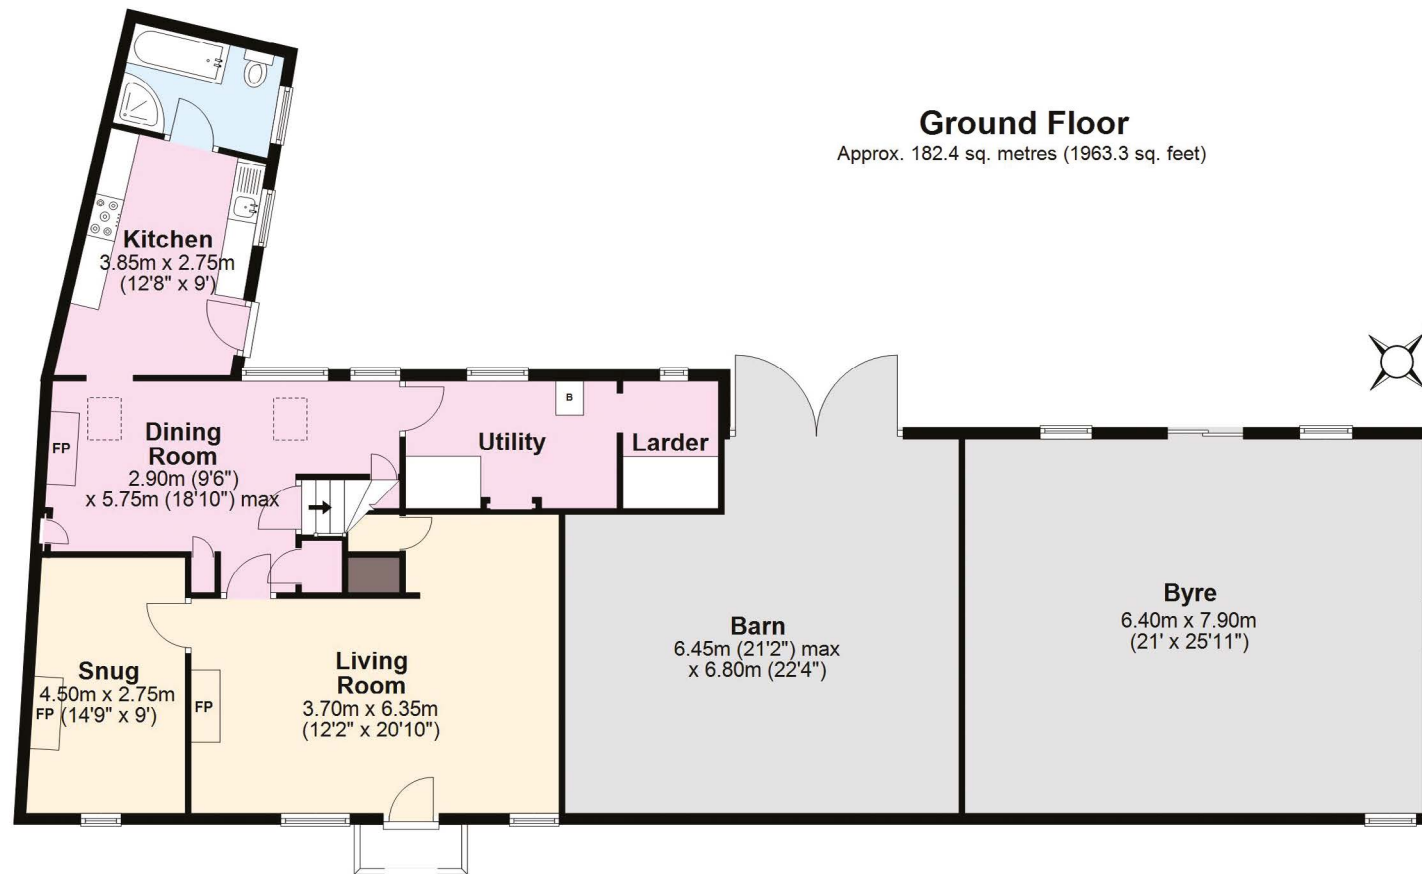 Ground Floor
Approx. 182.4 sq. metres (1963.3 sq. feet)
Kitchen
3.85m x 2.75m
(12'8" x 9')
Dining
Room
2.90m (9'6")
x 5.75m (18'10") max
FP
Utility
B
Larder
Snug
4.50m x 2.75m
(14'9" x 9')
FP
Living
Room
3.70m x 6.35m
(12'2" x 20'10")
FP
Barn
6.45m (21'2") max
x 6.80m (22'4")
Byre
6.40m x 7.90m
(21' x 25'11")